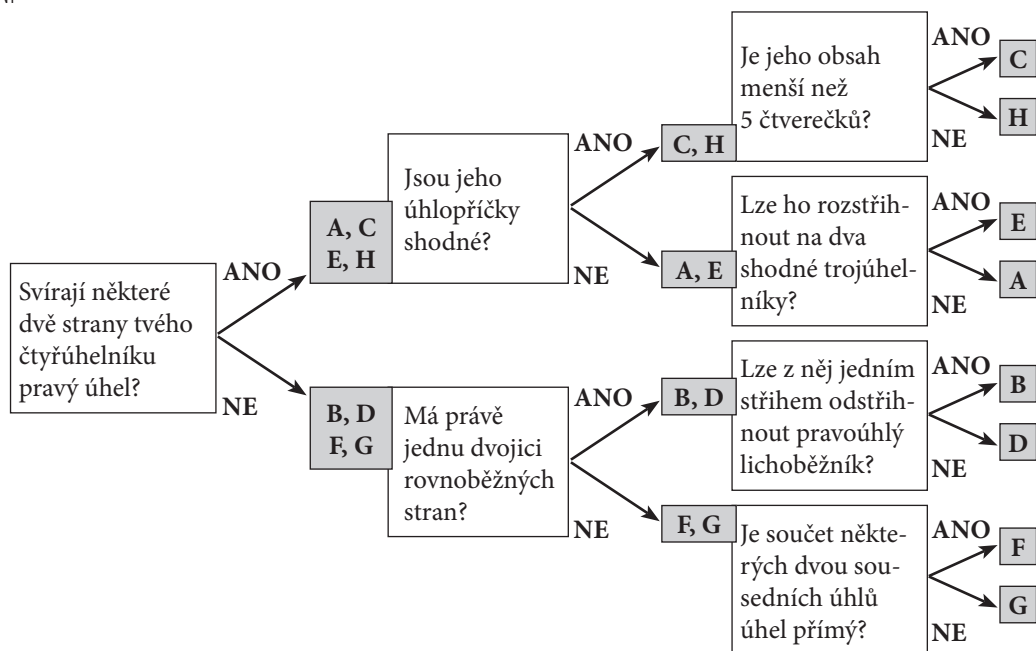 Svírají některé
dvě strany tvého
čtyřúhelníku
pravý úhel?
ANO
NE
A, C
E, H
Jsou jeho
úhlopříčky
shodné?
ANO
NE
B, D
F, G
Má právě
jednu dvojici
rovnoběžných
stran?
ANO
NE
C, H
Je jeho obsah
menší než
5 čtverečků?
ANO
NE
C
H
A, E
Lze ho rozstřih-
nout na dva
shodné trojúhel-
níky?
ANO
NE
E
A
B, D
Lze z něj jedním
střihem odstřih-
nout pravoúhlý
lichoběžník?
ANO
NE
B
D
F, G
Je součet někte-
rých dvou sou-
sedních úhlů
úhel přímý?
ANO
NE
F
G